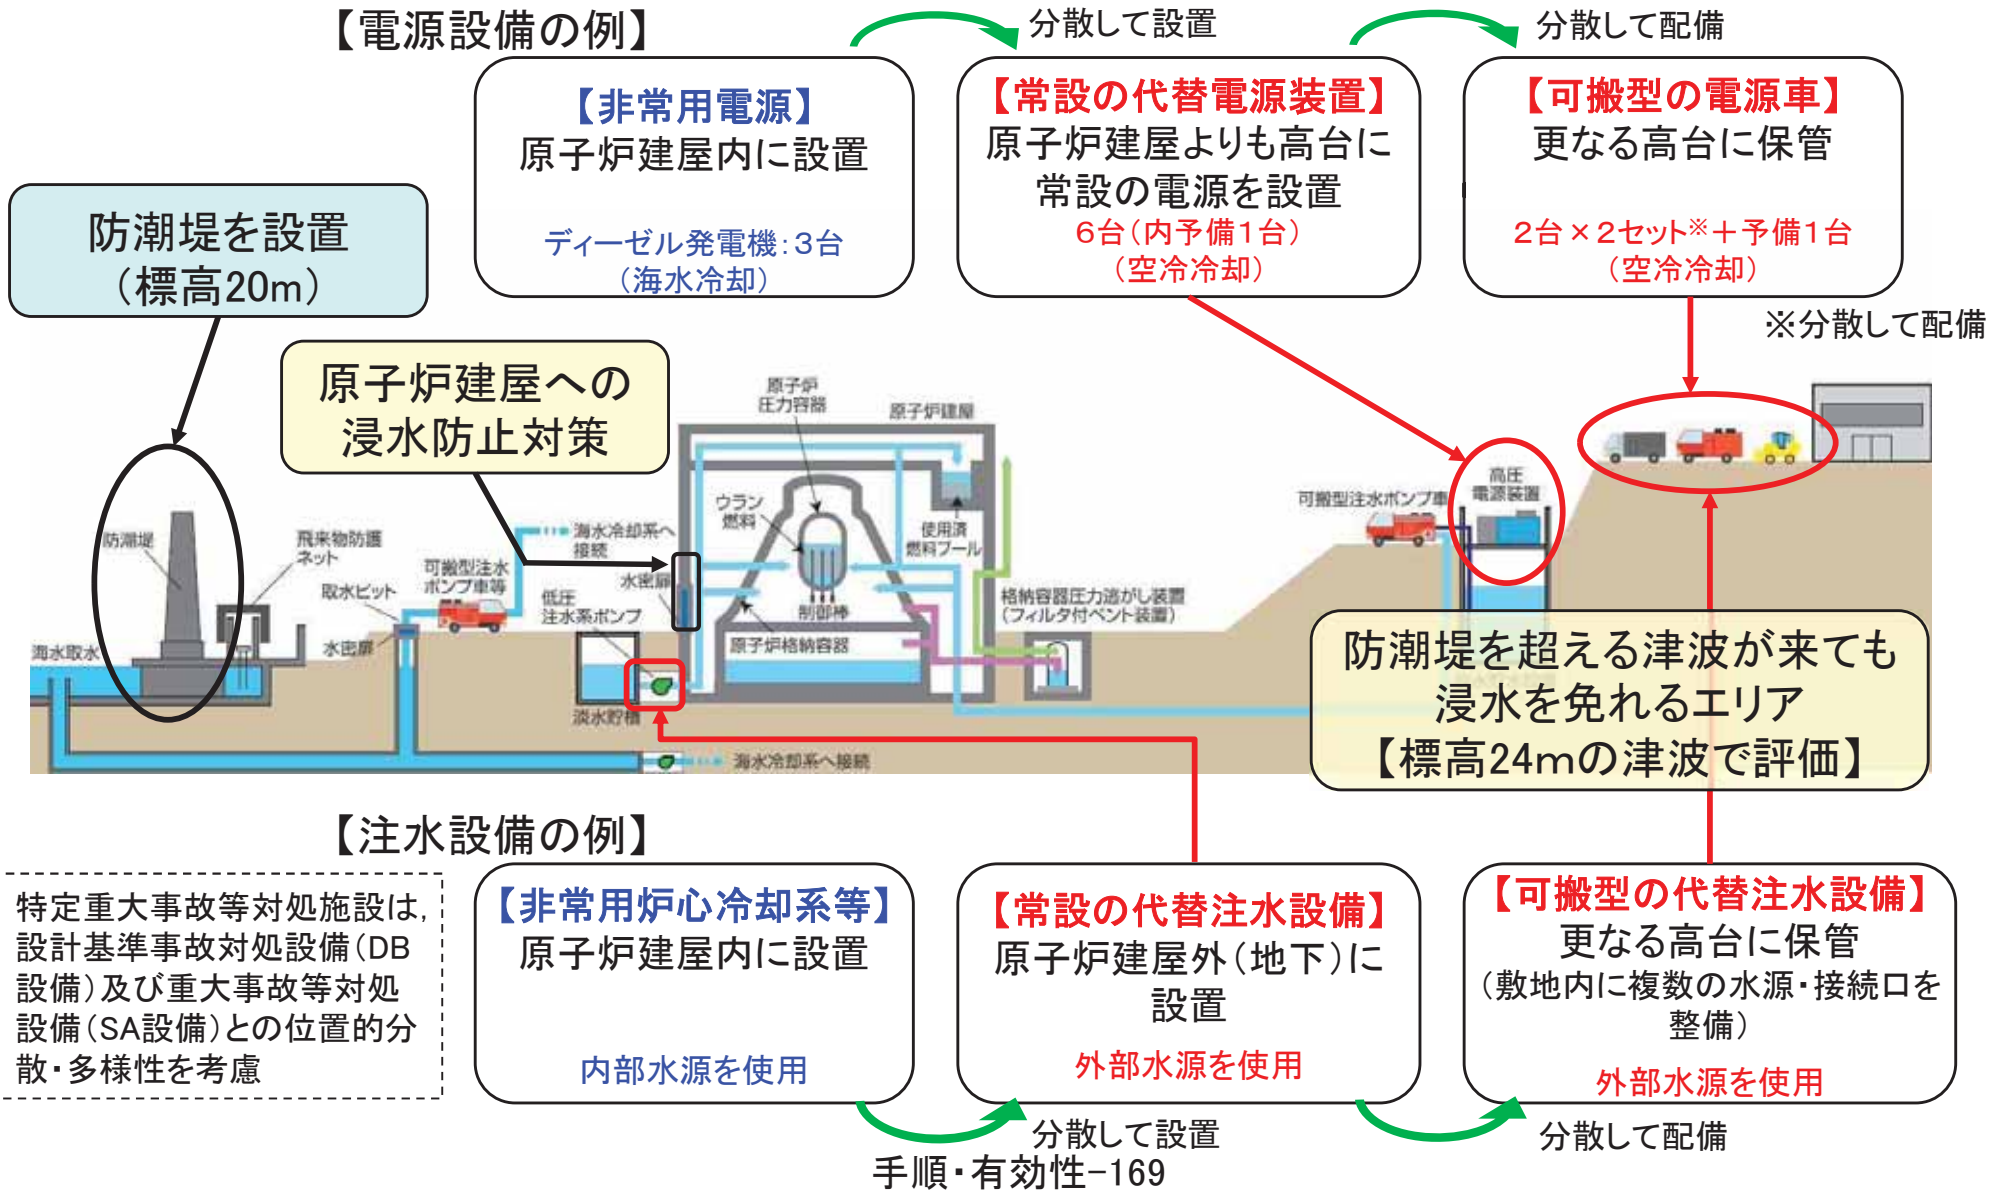 【電源設備の例】
分散して設置
分散して配備
【非常用電源】
原子炉建屋内に設置
ディーゼル発電機：3台
（海水冷却）
【常設の代替電源装置】
原子炉建屋よりも高台に
常設の電源を設置
6台（内予備1台）
（空冷冷却）
【可搬型の電源車】
更なる高台に保管
2台×2セット※＋予備1台
（空冷冷却）
※分散して配備
防潮堤を設置
（標高20m）
原子炉建屋への
浸水防止対策
原子炉
圧力容器
原子炉建屋
ウラン
燃料
使用済
燃料プール
制御棒
原子炉格納容器
防潮堤
飛来物防護
ネット
取水ピット
水密扉
海水取水
可搬型注水
ポンプ車等
海水冷却系へ
接続
水密扉
低圧
注水系ポンプ
淡水貯槽
海水冷却系へ接続
格納容器圧力逃がし装置
（フィルタ付ベント装置）
可搬型注水ポンプ車
高圧
電源装置
防潮堤を超える津波が来ても
浸水を免れるエリア
【標高24mの津波で評価】
【注水設備の例】
特定重大事故等対処施設は，
設計基準事故対処設備（DB
設備）及び重大事故等対処
設備（SA設備）との位置的分
散・多様性を考慮
【非常用炉心冷却系等】
原子炉建屋内に設置
内部水源を使用
【常設の代替注水設備】
原子炉建屋外（地下）に
設置
外部水源を使用
【可搬型の代替注水設備】
更なる高台に保管
（敷地内に複数の水源・接続口を
整備）
外部水源を使用
分散して設置
分散して配備
手順・有効性−169